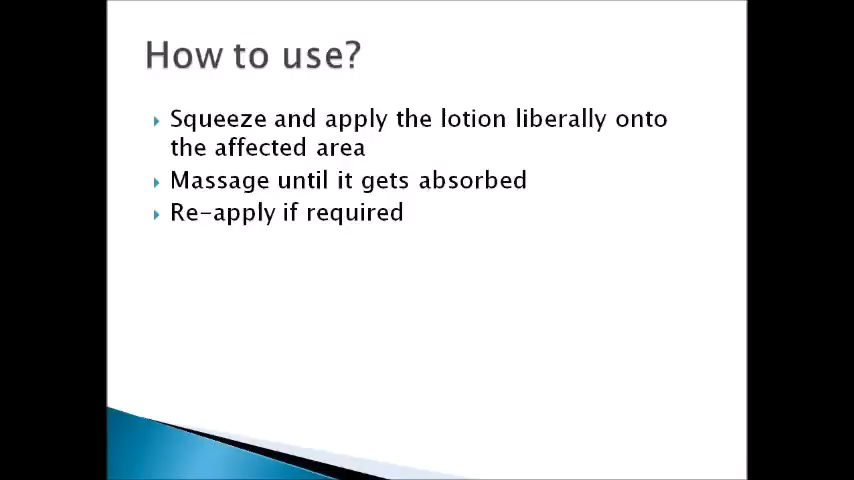 How to use?
Squeeze and apply the lotion liberally onto
the affected area
Massage until it gets absorbed
Re-apply if required